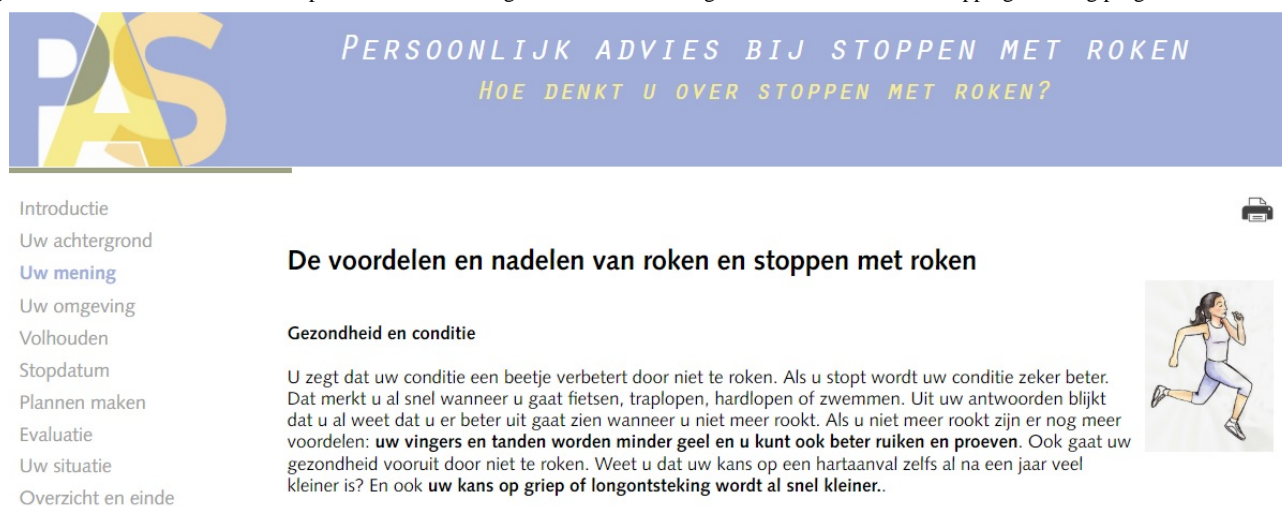 PAS
PERSOONLIJK ADVIES BIJ STOPPEN MET ROKEN
HOE DENKT U OVER STOPPEN MET ROKEN?
Introductie
Uw achtergrond
Uw mening
Uw omgeving
Volhouden
Stopdatum
Plannen maken
Evaluatie
Uw situatie
Overzicht en einde
De voordelen en nadelen van roken en stoppen met roken
Gezondheid en conditie
U zegt dat uw conditie een beetje verbetert door niet te roken. Als u stopt wordt uw conditie zeker beter.
Dat merkt u al snel wanneer u gaat fietsen, traplopen, hardlopen of zwemmen. Uit uw antwoorden blijkt
dat u al weet dat u er beter uit gaat zien wanneer u niet meer rookt. Als u niet meer rookt zijn er nog meer
voordelen: uw vingers en tanden worden minder geel en u kunt ook beter ruiken en proeven. Ook gaat uw
gezondheid vooruit door niet te roken. Weet u dat uw kans op een hartaanval zelfs al na een jaar veel
kleiner is? En ook uw kans op griep of longontsteking wordt al snel kleiner..